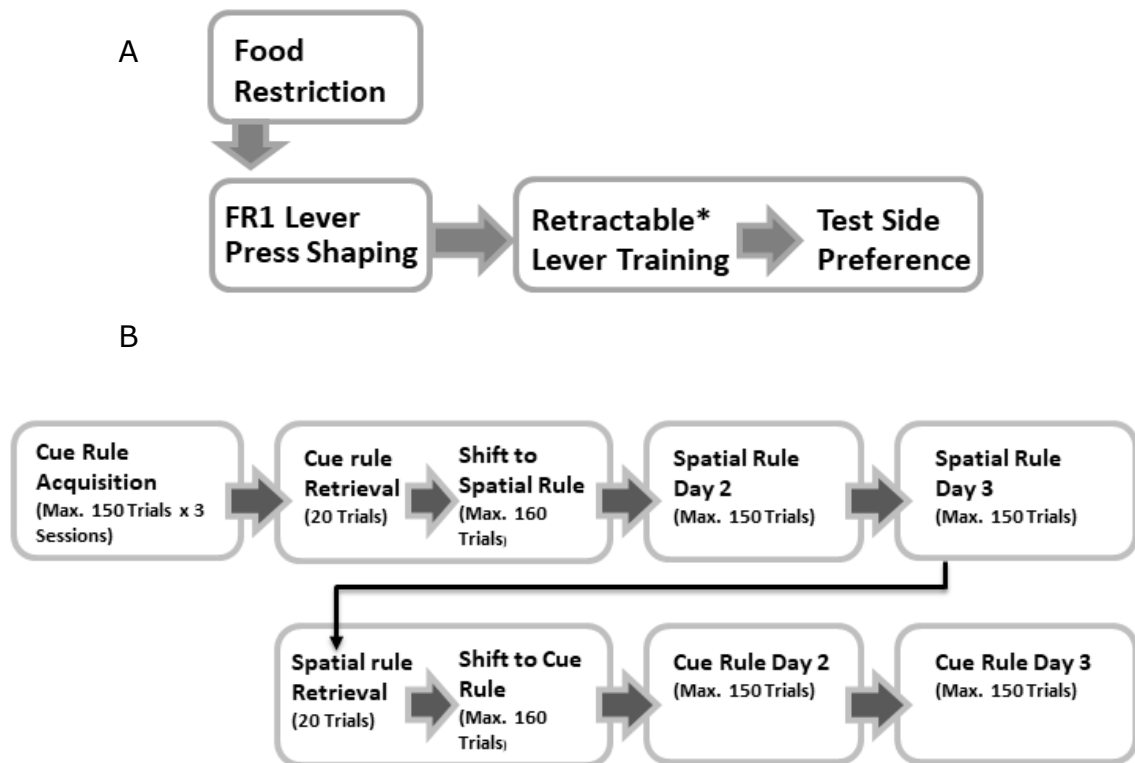 A
Food
Restriction
FR1 Lever
Press Shaping
Retractable*
Lever Training
Test Side
Preference
B
Cue Rule
Acquisition
(Max. 150 Trials x 3
Sessions)
Cue rule
Retrieval
(20 Trials)
Shift to
Spatial Rule
(Max. 160
Trials)
Spatial Rule
Day 2
(Max. 150 Trials)
Spatial Rule
Day 3
(Max. 150 Trials)
Spatial rule
Retrieval
(20 Trials)
Shift to Cue
Rule
(Max. 160
Trials)
Cue Rule Day 2
(Max. 150 Trials)
Cue Rule Day 3
(Max. 150 Trials)